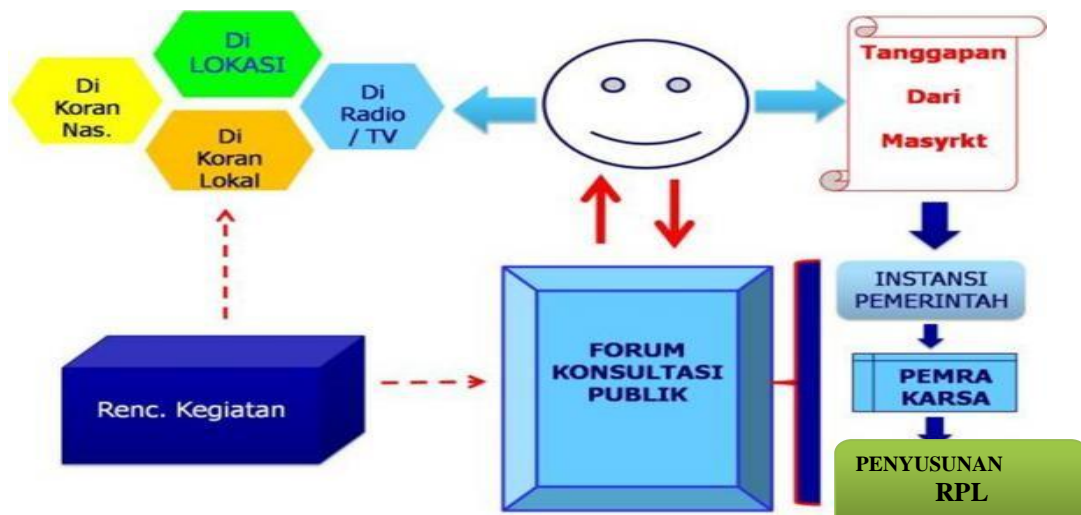 Di
LOKASI
Di
Koran
Nas.
Di
Radio
/ TV
Di
Koran
Lokal
Tanggapan
Dari
Masyrkt
INSTANSI
PEMERINTAH
FORUM
KONSULTASI
PUBLIK
PEMRA
KARSA
Renc. Kegiatan
PENYUSUNAN
RPL